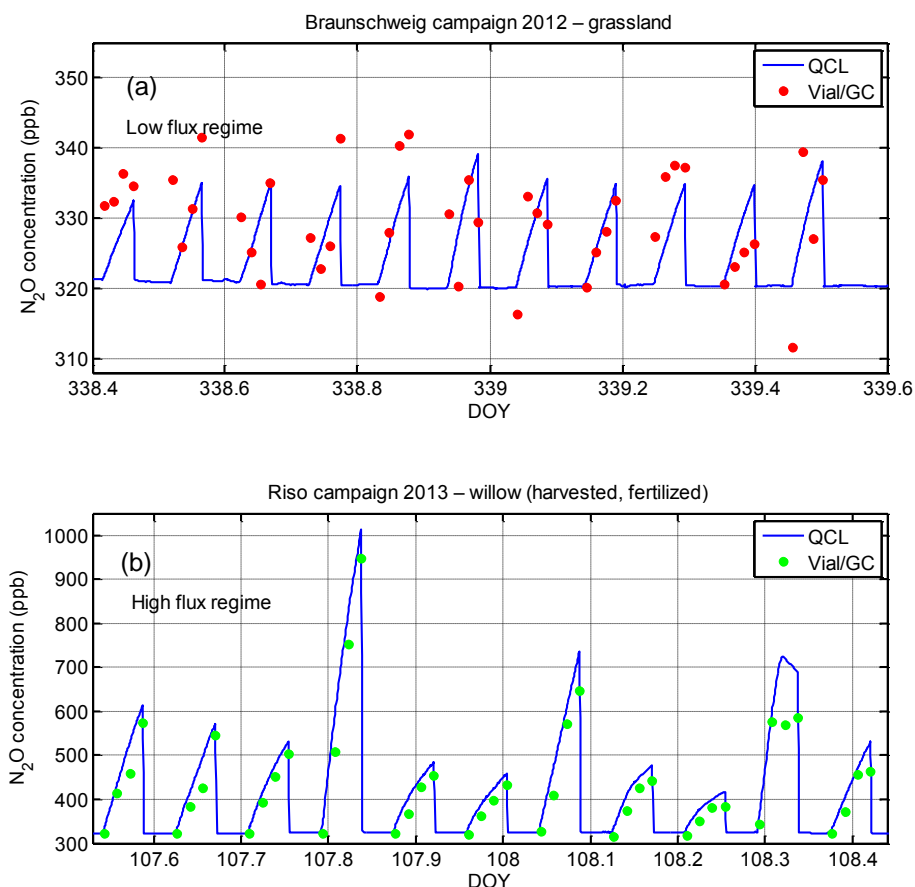 Braunschweig campaign 2012 – grassland
350
340
330
320
310
N2O concentration (ppb)
(a)
Low flux regime
QCL
Vial/GC
338.4 338.6 338.8 339 339.2 339.4 339.6
DOY
Riso campaign 2013 – willow (harvested, fertilized)
1000
900
800
700
600
500
400
300
N2O concentration (ppb)
(b)
High flux regime
QCL
Vial/GC
107.6 107.7 107.8 107.9 108 108.1 108.2 108.3 108.4
DOY